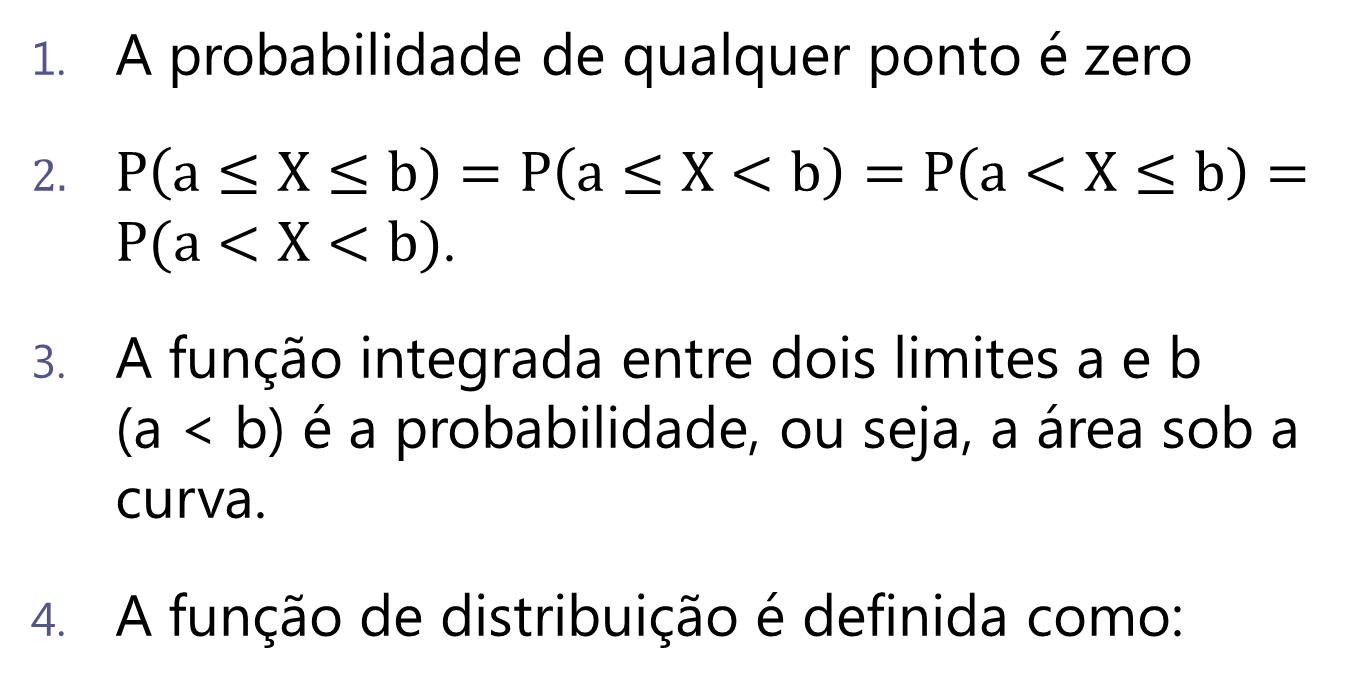 1. A probabilidade de qualquer ponto é zero
2. P(a ≤ X ≤ b) = P(a ≤ X < b) = P(a < X ≤ b) =
P(a < X < b).
3. A função integrada entre dois limites a e b
(a < b) é a probabilidade, ou seja, a área sob a
curva.
4. A função de distribuição é definida como: